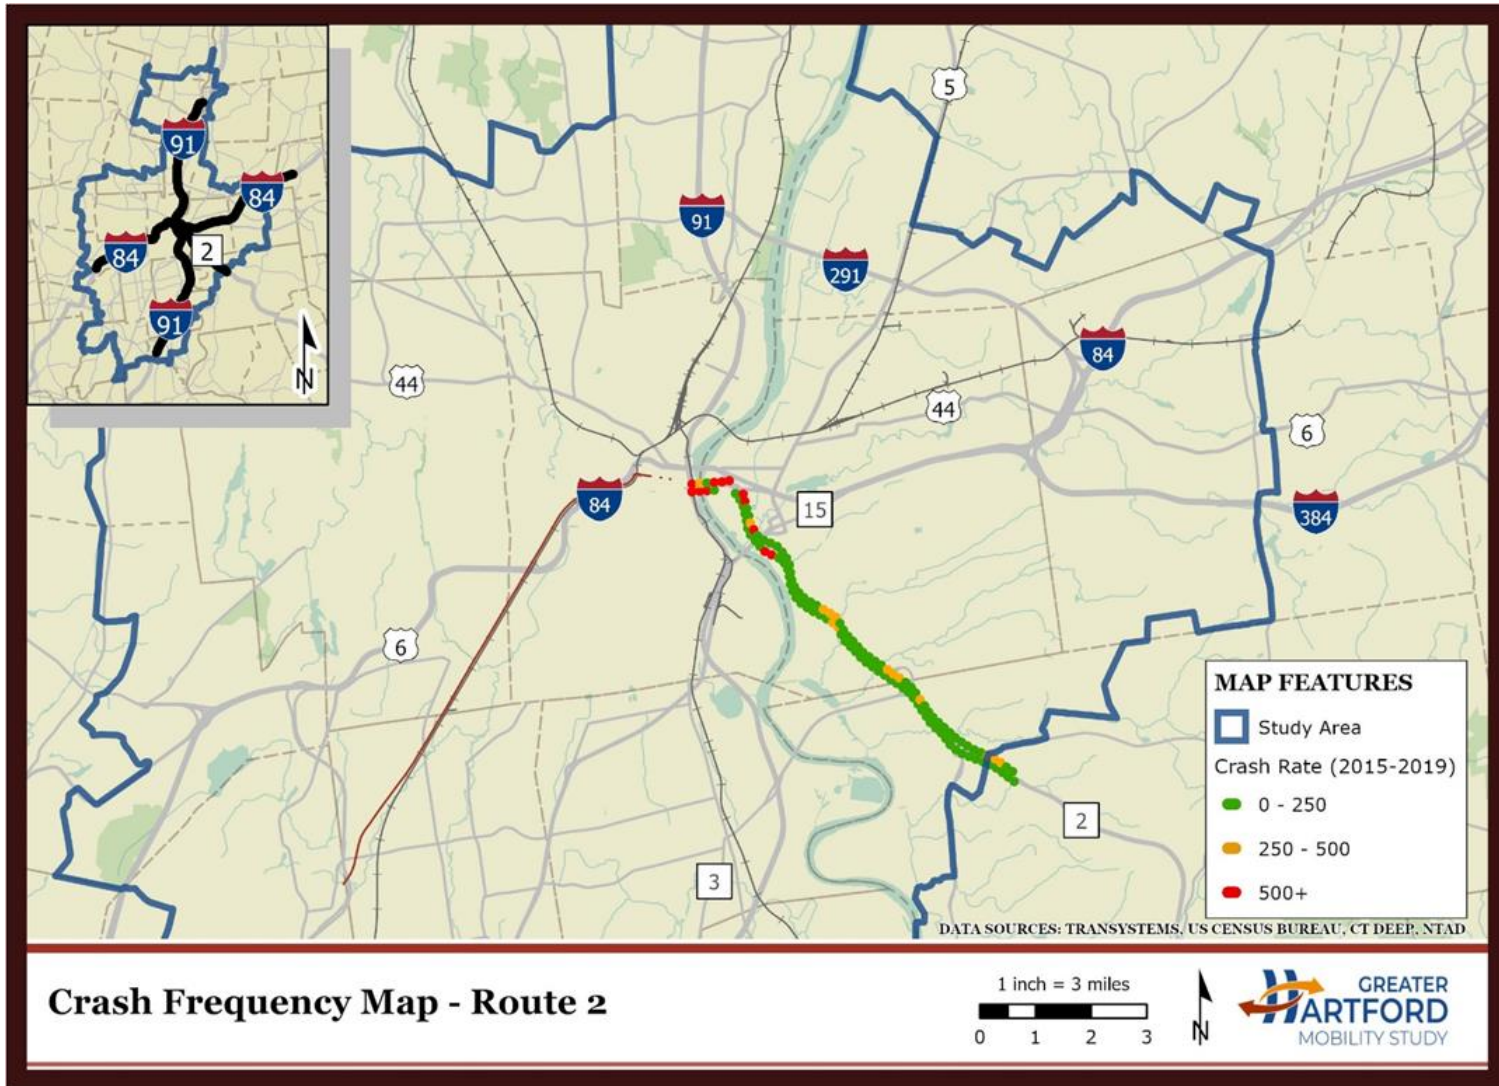 91
84
84
2
91
N
5
91
291
84
44
44
6
84
15
384
6
2
3
MAP FEATURES
Study Area
Crash Rate (2015-2019)
0 - 250
250 - 500
500+
DATA SOURCES: TRANSYSTEMS, US CENSUS BUREAU, CT DEEP, NTAD
Crash Frequency Map - Route 2
1 inch = 3 miles
0 1 2 3
N
GREATER
HARTFORD
MOBILITY STUDY